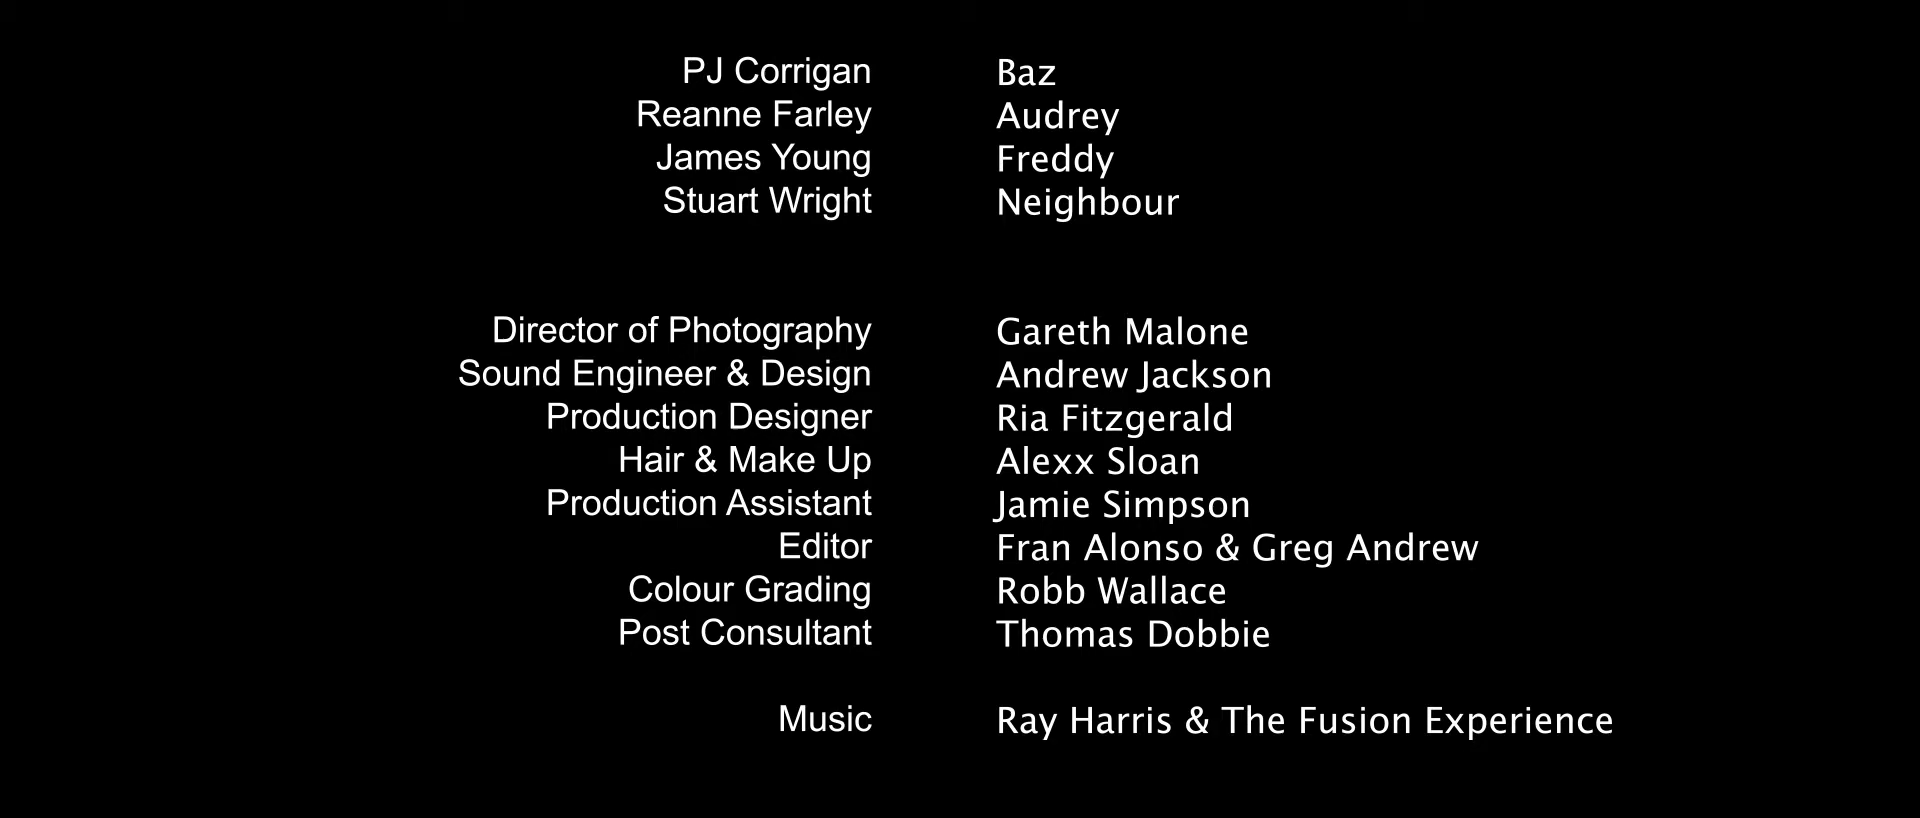 PJ Corrigan Baz
Reanne Farley Audrey
James Young Freddy
Stuart Wright Neighbour
Director of Photography Gareth Malone
Sound Engineer & Design Andrew Jackson
Production Designer Ria Fitzgerald
Hair & Make Up Alexx Sloan
Production Assistant Jamie Simpson
Editor Fran Alonso & Greg Andrew
Colour Grading Robb Wallace
Post Consultant Thomas Dobbie
Music Ray Harris & The Fusion Experience